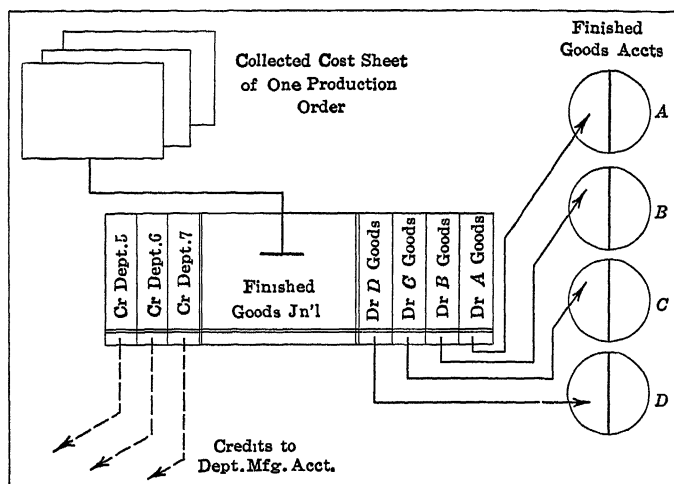 Collected Cost Sheet
of One Production
Order
Finished
Goods Accts
A
B
C
D
Cr Dept.5
Cr Dept.6
Cr Dept.7
Finished
Goods Jn'l
Dr D Goods
Dr C Goods
Dr B Goods
Dr A Goods
Credits to
Dept. Mfg. Acct.